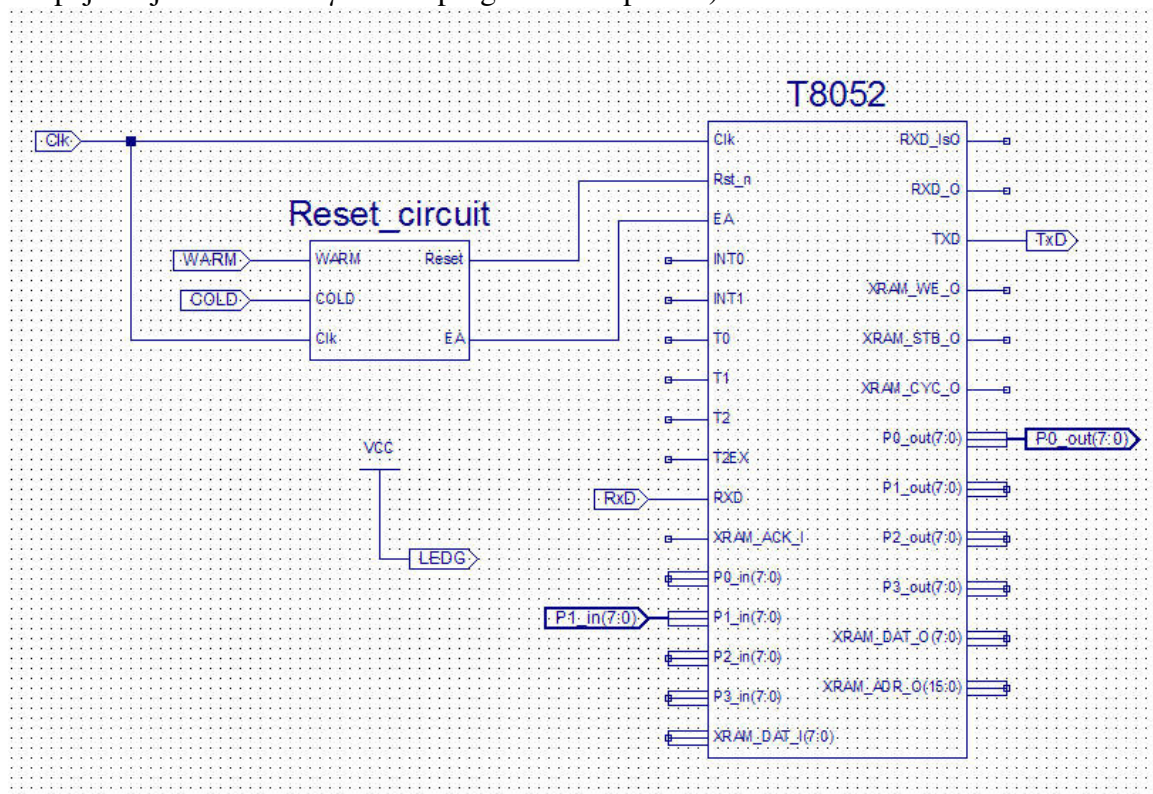 T8052
Clk
Clk
RXD_IsO
Rst_n
RXD_O
Reset_circuit
EA
TXD
TxD
WARM
WARM
Reset
INT0
XRAM_WE_O
COLD
COLD
INT1
Clk
EA
T0
XRAM_STB_O
T1
XRAM_CYC_O
T2
VCC
P0_out(7:0)
P0_out(7:0)
T2EX
P1_out(7:0)
RxD
RXD
XRAM_ACK_I
P2_out(7:0)
LEDG
P0_in(7:0)
P3_out(7:0)
P1_in(7:0)
P1_in(7:0)
XRAM_DAT_O(7:0)
P2_in(7:0)
XRAM_ADR_O(15:0)
P3_in(7:0)
XRAM_DAT_I(7:0)